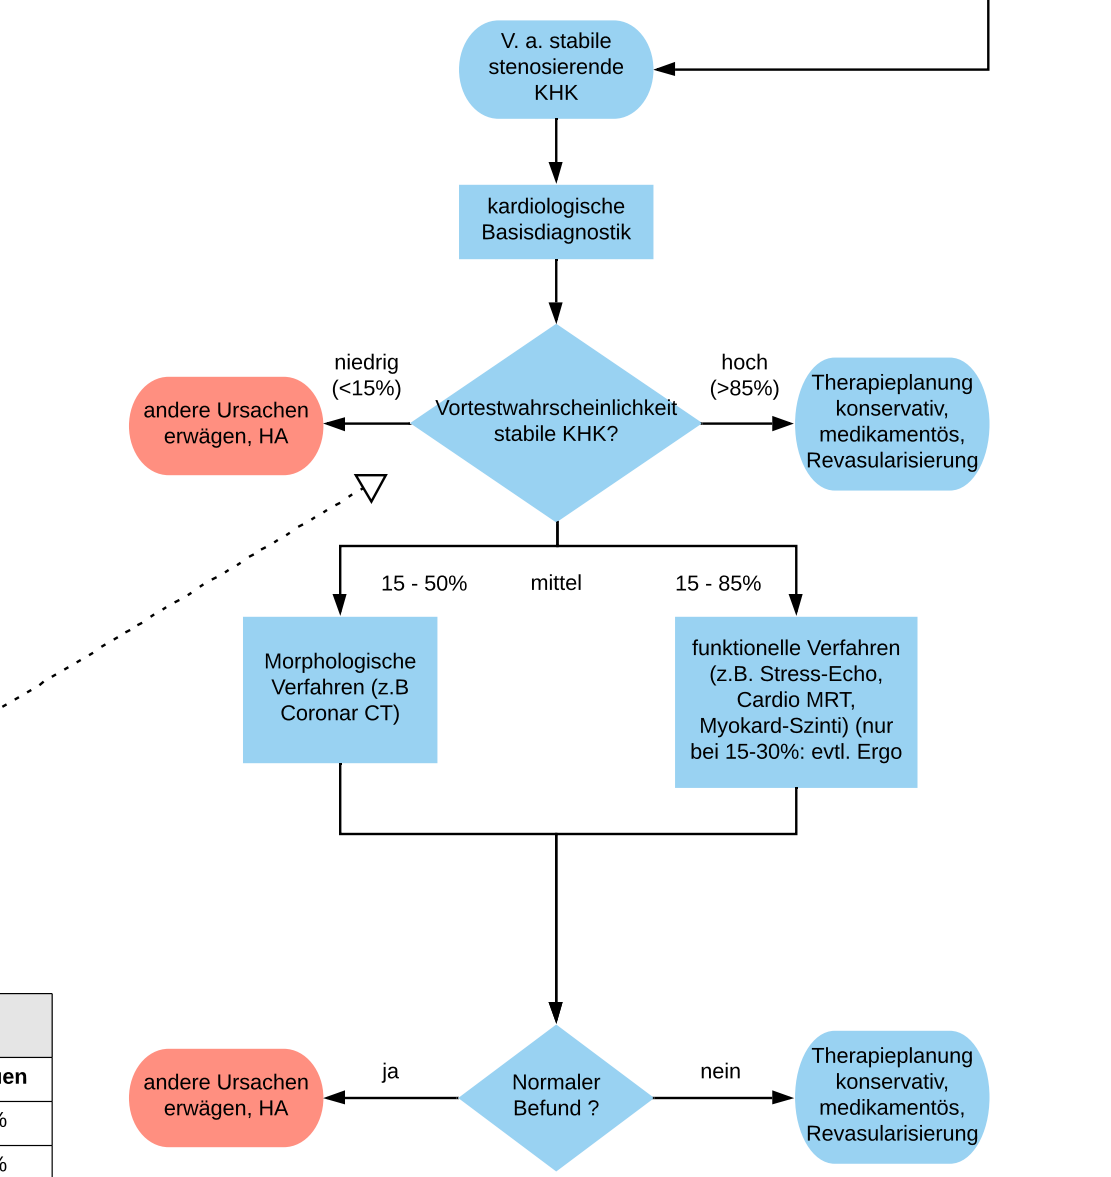 V. a. stabile
stenosierende
KHK
kardiologische
Basisdiagnostik
niedrig
(<15%)
hoch
(>85%)
andere Ursachen
erwägen, HA
Vortestwahrscheinlichkeit
stabile KHK?
Therapieplanung
konservativ,
medikamentös,
Revasularisierung
15 - 50%
mittel
15 - 85%
Morphologische
Verfahren (z.B
Coronar CT)
funktionelle Verfahren
(z.B. Stress-Echo,
Cardio MRT,
Myokard-Szinti) (nur
bei 15-30%: evtl. Ergo
andere Ursachen
erwägen, HA
ja
Normaler
Befund ?
nein
Therapieplanung
konservativ,
medikamentös,
Revasularisierung
%
%